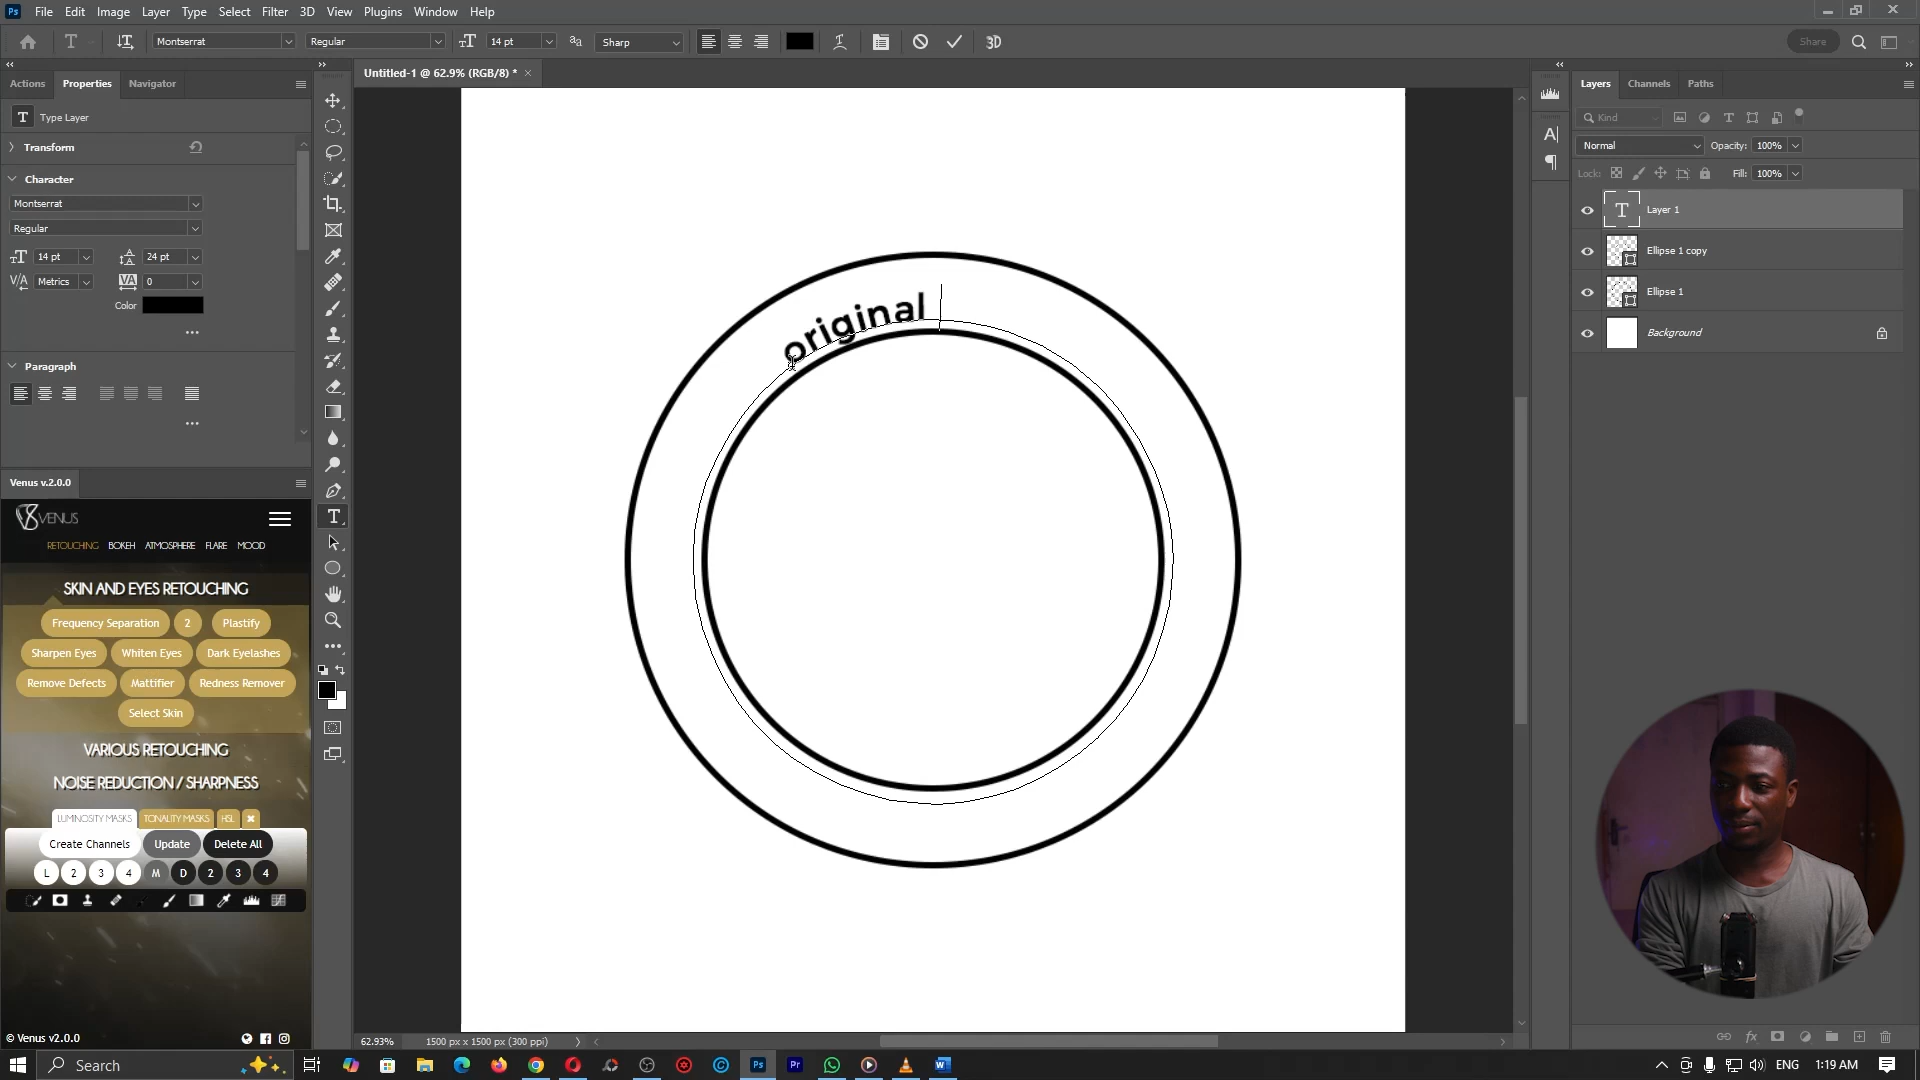 Ps File Edit Image Layer Type Select Filter 3D View Plugins Window Help
T Montserrat Regular 14 pt Sharp 3D Share
Actions Properties Navigator
Untitled-1 @ 62.9% (RGB/8) *
Layers Channels Paths
T Type Layer
Kind
Transform
Normal Opacity: 100%
Character
Lock: Fill: 100%
Montserrat
Layer 1
Regular
14 pt 24 pt
Ellipse 1 copy
Metrics 0
Ellipse 1
Color
Background
original
Paragraph
Venus v.2.0.0
VENUS
RETOUCHING BOKEH ATMOSPHERE FLARE MOOD
SKIN AND EYES RETOUCHING
Frequency Separation 2 Plastify
Sharpen Eyes Whiten Eyes Dark Eyelashes
Remove Defects Mattifier Redness Remover
Select Skin
VARIOUS RETOUCHING
NOISE REDUCTION / SHARPNESS
LUMINOSITY MASKS TONALITY MASKS HSL
Create Channels Update Delete All
L 2 3 4 M D 2 3 4
© Venus v2.0.0
62.93% 1500 px x 1500 px (300 ppi)
Search
ENG 1:19 AM